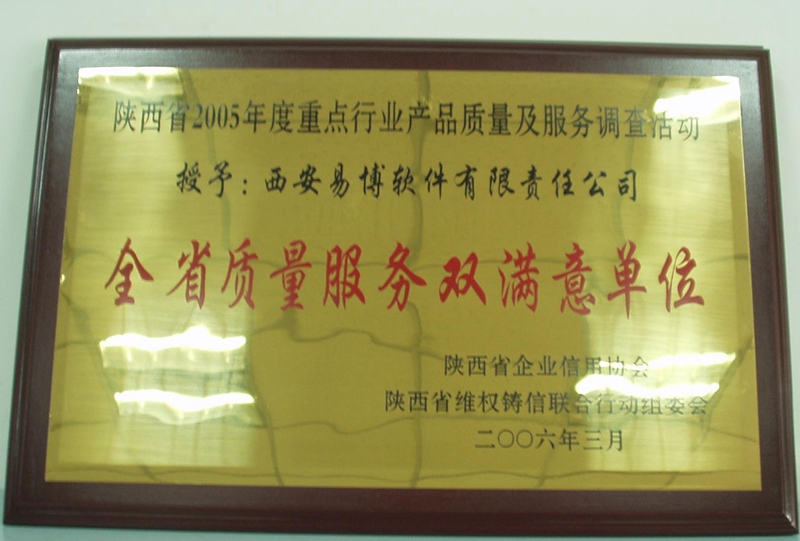 陕西省2005年度重点行业产品质量及服务调查活动
授予：西安易博软件有限责任公司
全省质量服务双满意单位
陕西省企业信用协会
陕西省维权铸信联合行动组委会
二〇〇六年三月